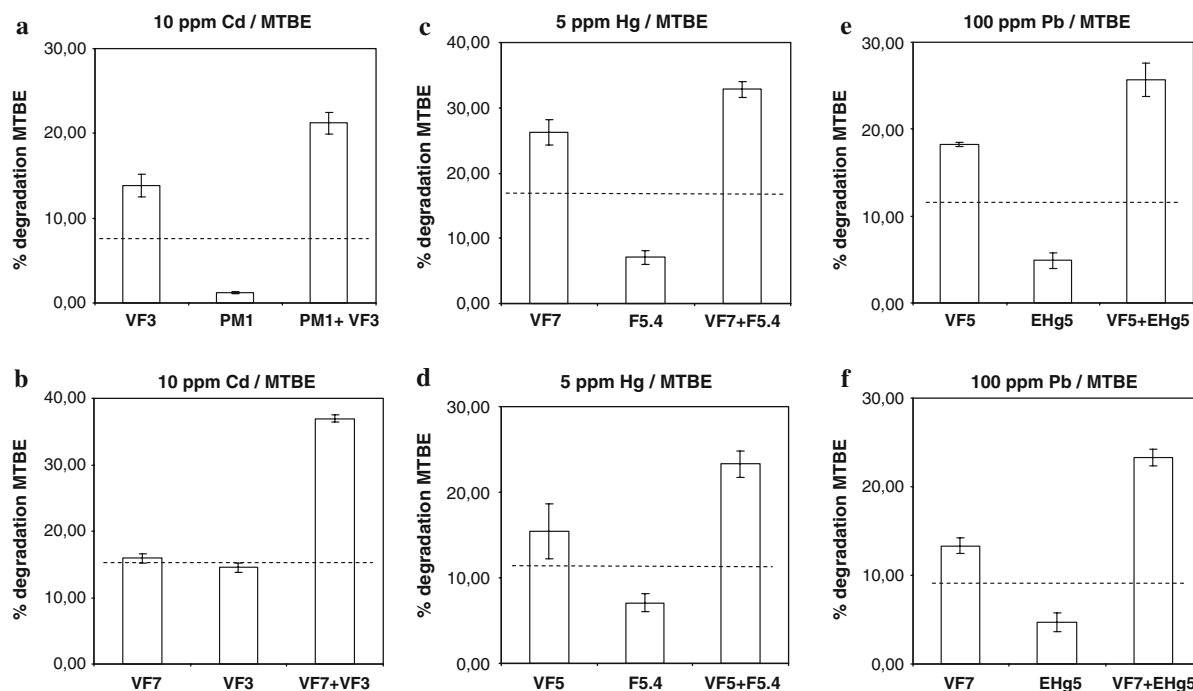 a
10 ppm Cd / MTBE
% degradation MTBE
30,00
20,00
10,00
0,00
VF3 PM1 PM1+ VF3
c
5 ppm Hg / MTBE
% degradation MTBE
40,00
30,00
20,00
10,00
0,00
VF7 F5.4 VF7+F5.4
e
100 ppm Pb / MTBE
% degradation MTBE
30,00
20,00
10,00
0,00
VF5 EHg5 VF5+EHg5
b
10 ppm Cd / MTBE
% degradation MTBE
40,00
30,00
20,00
10,00
0,00
VF7 VF3 VF7+VF3
d
5 ppm Hg / MTBE
% degradation MTBE
30,00
20,00
10,00
0,00
VF5 F5.4 VF5+F5.4
f
100 ppm Pb / MTBE
% degradation MTBE
30,00
20,00
10,00
0,00
VF7 EHg5 VF7+EHg5